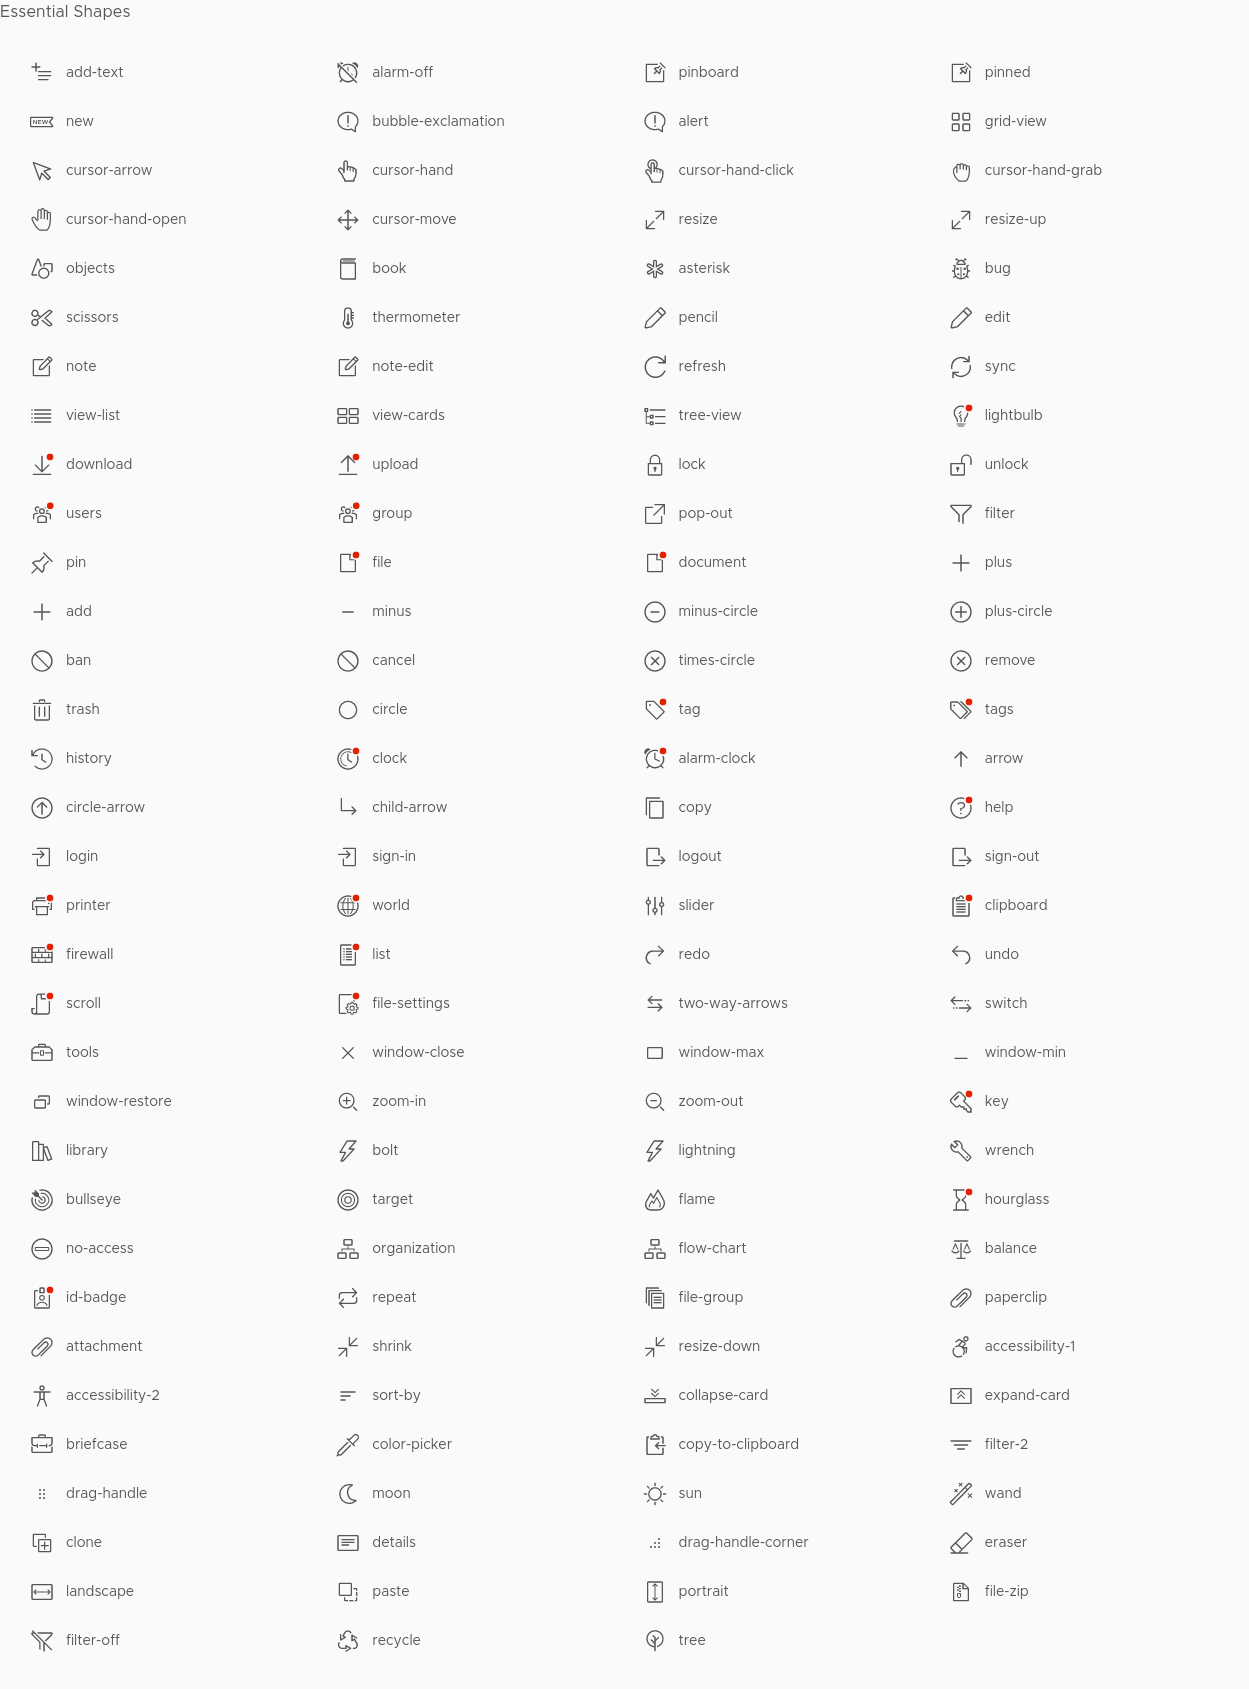 Essential Shapes
add-text alarm-off pinboard pinned
NEW new bubble-exclamation alert grid-view
cursor-arrow cursor-hand cursor-hand-click cursor-hand-grab
cursor-hand-open cursor-move resize resize-up
objects book asterisk bug
scissors thermometer pencil edit
note note-edit refresh sync
view-list view-cards tree-view lightbulb
download upload lock unlock
users group pop-out filter
pin file document plus
add minus minus-circle plus-circle
ban cancel times-circle remove
trash circle tag tags
history clock alarm-clock arrow
circle-arrow child-arrow copy help
login sign-in logout sign-out
printer world slider clipboard
firewall list redo undo
scroll file-settings two-way-arrows switch
tools window-close window-max window-min
window-restore zoom-in zoom-out key
library bolt lightning wrench
bullseye target flame hourglass
no-access organization flow-chart balance
id-badge repeat file-group paperclip
attachment shrink resize-down accessibility-1
accessibility-2 sort-by collapse-card expand-card
briefcase color-picker copy-to-clipboard filter-2
drag-handle moon sun wand
clone details drag-handle-corner eraser
landscape paste portrait file-zip
filter-off recycle tree